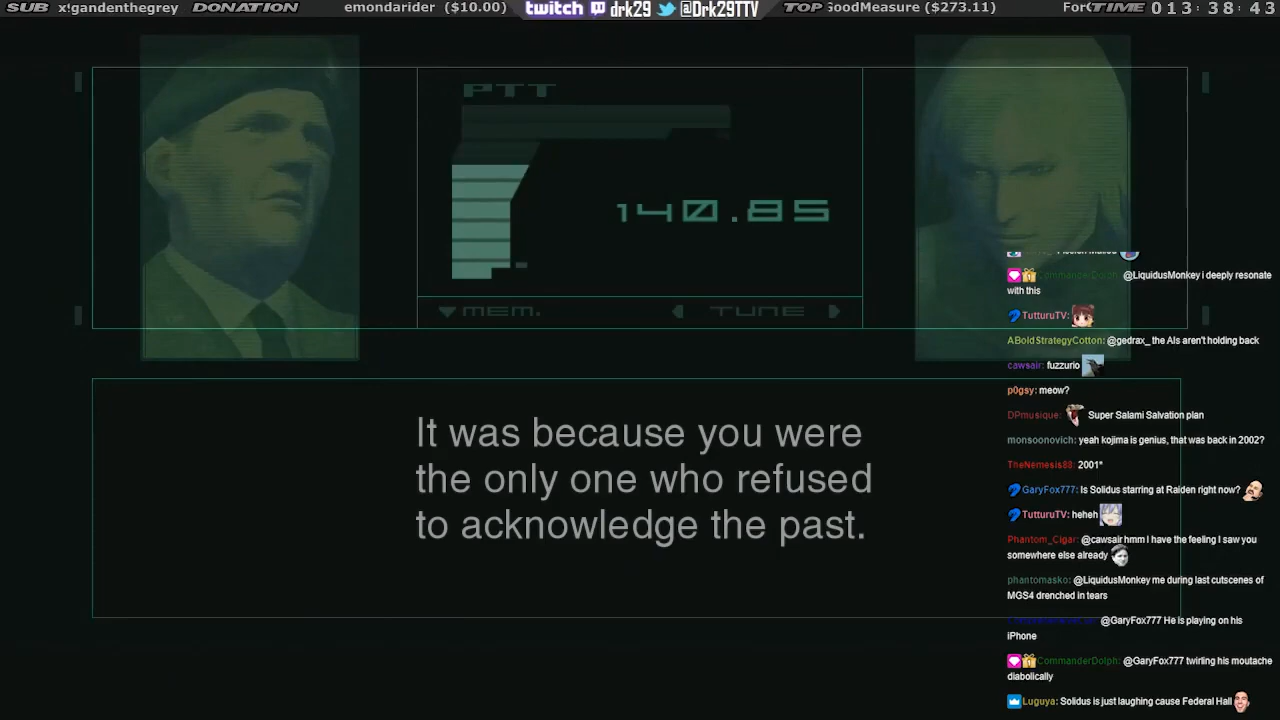 SUB x!gandenthegrey DONATION emondarider ($10.00) twitch drk29 @Drk29TTV TOP GoodMeasure ($273.11) For TIME 013:38:43
PTT
140.85
MEM. TUNE
It was because you were
the only one who refused
to acknowledge the past.
CommanderDolph: @LiquidusMonkey i deeply resonate
with this
TutturuTV:
ABoldStrategyCotton: @gedrax_ the AIs aren't holding back
cawsair: fuzzurio
p0gsy: meow?
DPmusique: Super Salami Salvation plan
monsoonovich: yeah kojima is genius, that was back in 2002?
TheNemesis83: 2001*
GaryFox777: Is Solidus starring at Raiden right now?
TutturuTV: heheh
Phantom_Cigar: @cawsair hmm I have the feeling I saw you
somewhere else already
phantomasko: @LiquidusMonkey me during last cutscenes of
MGS4 drenched in tears
@GaryFox777 He is playing on his
iPhone
CommanderDolph: @GaryFox777 twirling his moutache
diabolically
Luguya: Solidus is just laughing cause Federal Hall